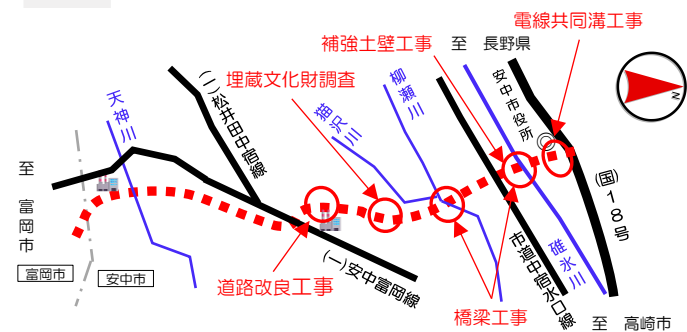 電線共同溝工事
補強土壁工事
至 長野県
埋蔵文化財調査
安中市役所
柳瀬川
猫沢川
天神川
(一)松井田中宿線
N
至 富岡市
(国)18号
富岡市
安中市
道路改良工事
(一)安中富岡線
市道中宿水口線
碓氷川
橋梁工事
至 高崎市